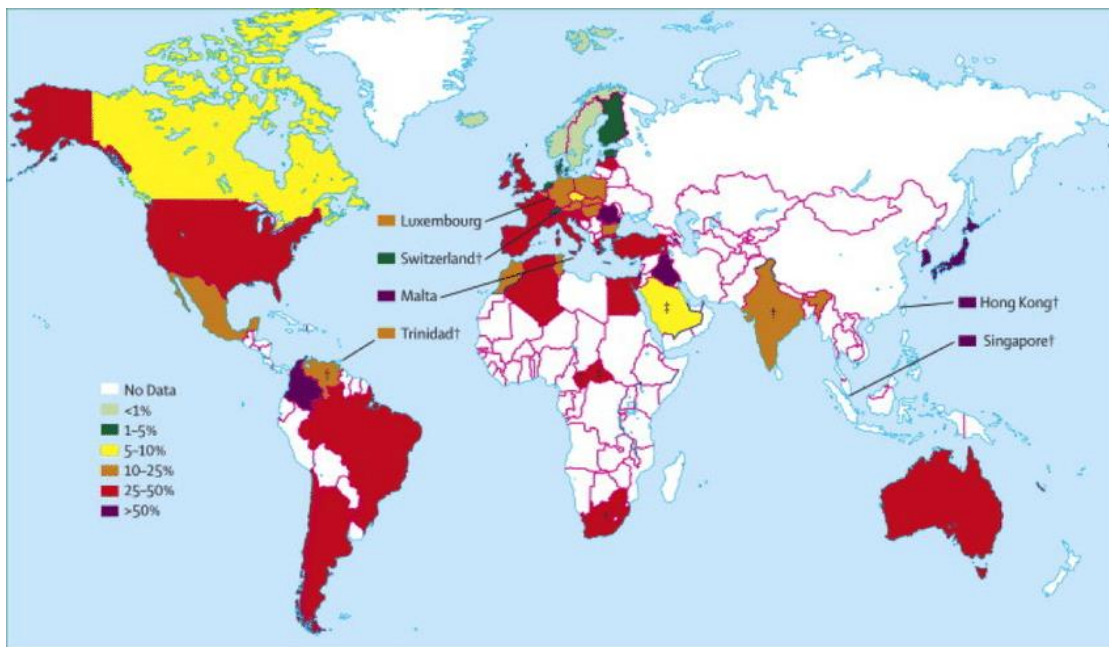 Luxembourg
Switzerland†
Malta
Trinidad†
Hong Kong†
Singapore†
‡
‡
†
No Data
<1%
1–5%
5–10%
10–25%
25–50%
>50%